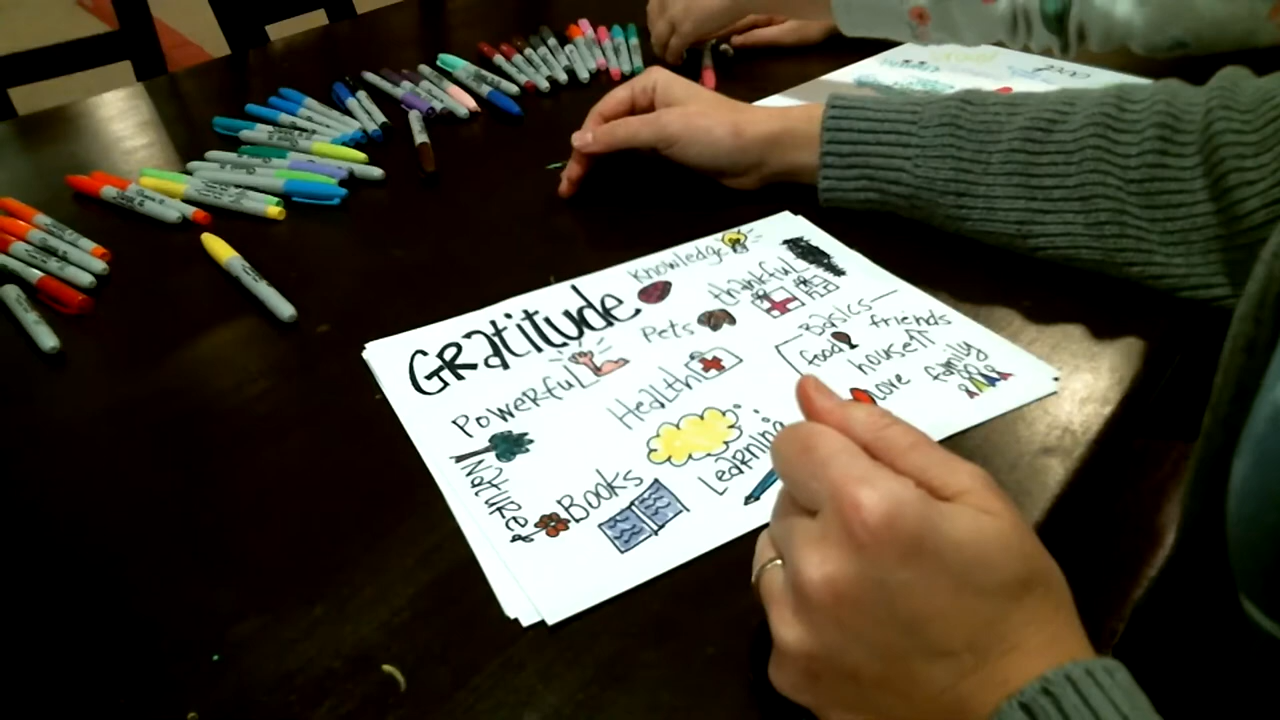 Gratitude
Knowledge
thankful
Pets
Powerful
Health
Basics
food
friends
house
love
family
Nature
Books
Learning